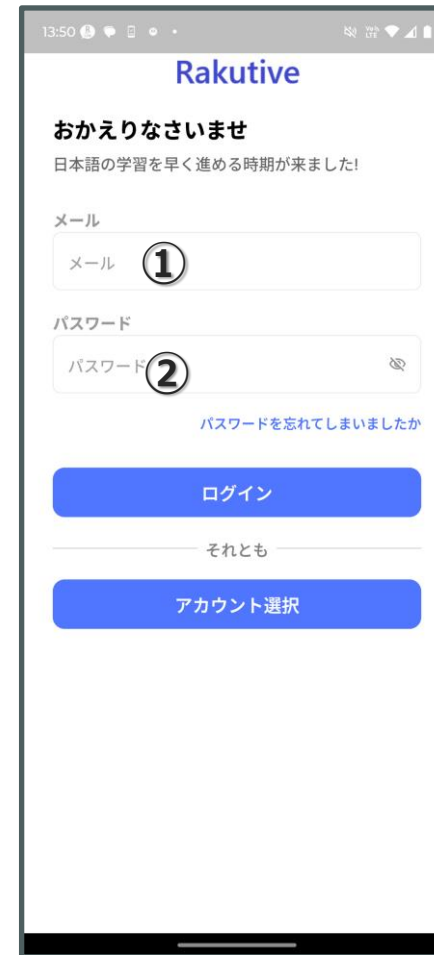 13:50
Rakutive
おかえりなさいませ
日本語の学習を早く進める時期が来ました!
メール
メール ①
パスワード
パスワード ②
パスワードを忘れてしまいましたか
ログイン
それとも
アカウント選択